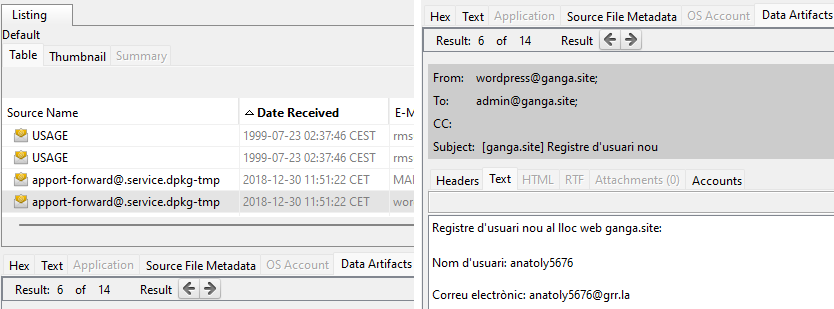 Listing
Default
Table Thumbnail Summary
Source Name Date Received E-M
USAGE 1999-07-23 02:37:46 CEST rms
USAGE 1999-07-23 02:37:46 CEST rms
apport-forward@.service.dpkg-tmp 2018-12-30 11:51:22 CET MAI
apport-forward@.service.dpkg-tmp 2018-12-30 11:51:22 CET wor
Hex Text Application Source File Metadata OS Account Data Artifacts
Result: 6 of 14 Result
Hex Text Application Source File Metadata OS Account Data Artifacts
Result: 6 of 14 Result
From: wordpress@ganga.site;
To: admin@ganga.site;
CC:
Subject: [ganga.site] Registre d'usuari nou
Headers Text HTML RTF Attachments (0) Accounts
Registre d'usuari nou al lloc web ganga.site:
Nom d'usuari: anatoly5676
Correu electrònic: anatoly5676@grr.la